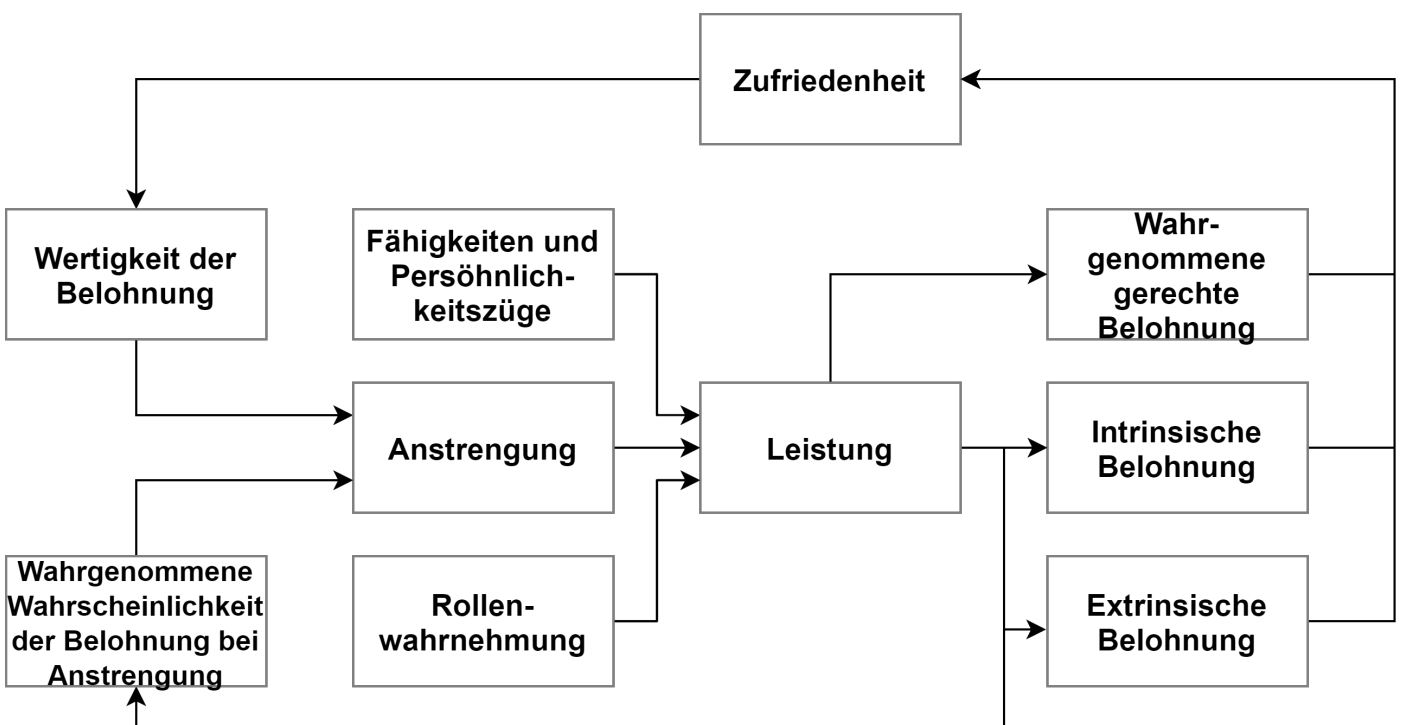 Zufriedenheit
Wertigkeit der
Belohnung
Fähigkeiten und
Persöhnlich-
keitszüge
Wahr-
genommene
gerechte
Belohnung
Anstrengung
Leistung
Intrinsische
Belohnung
Wahrgenommene
Wahrscheinlichkeit
der Belohnung bei
Anstrengung
Rollen-
wahrnehmung
Extrinsische
Belohnung